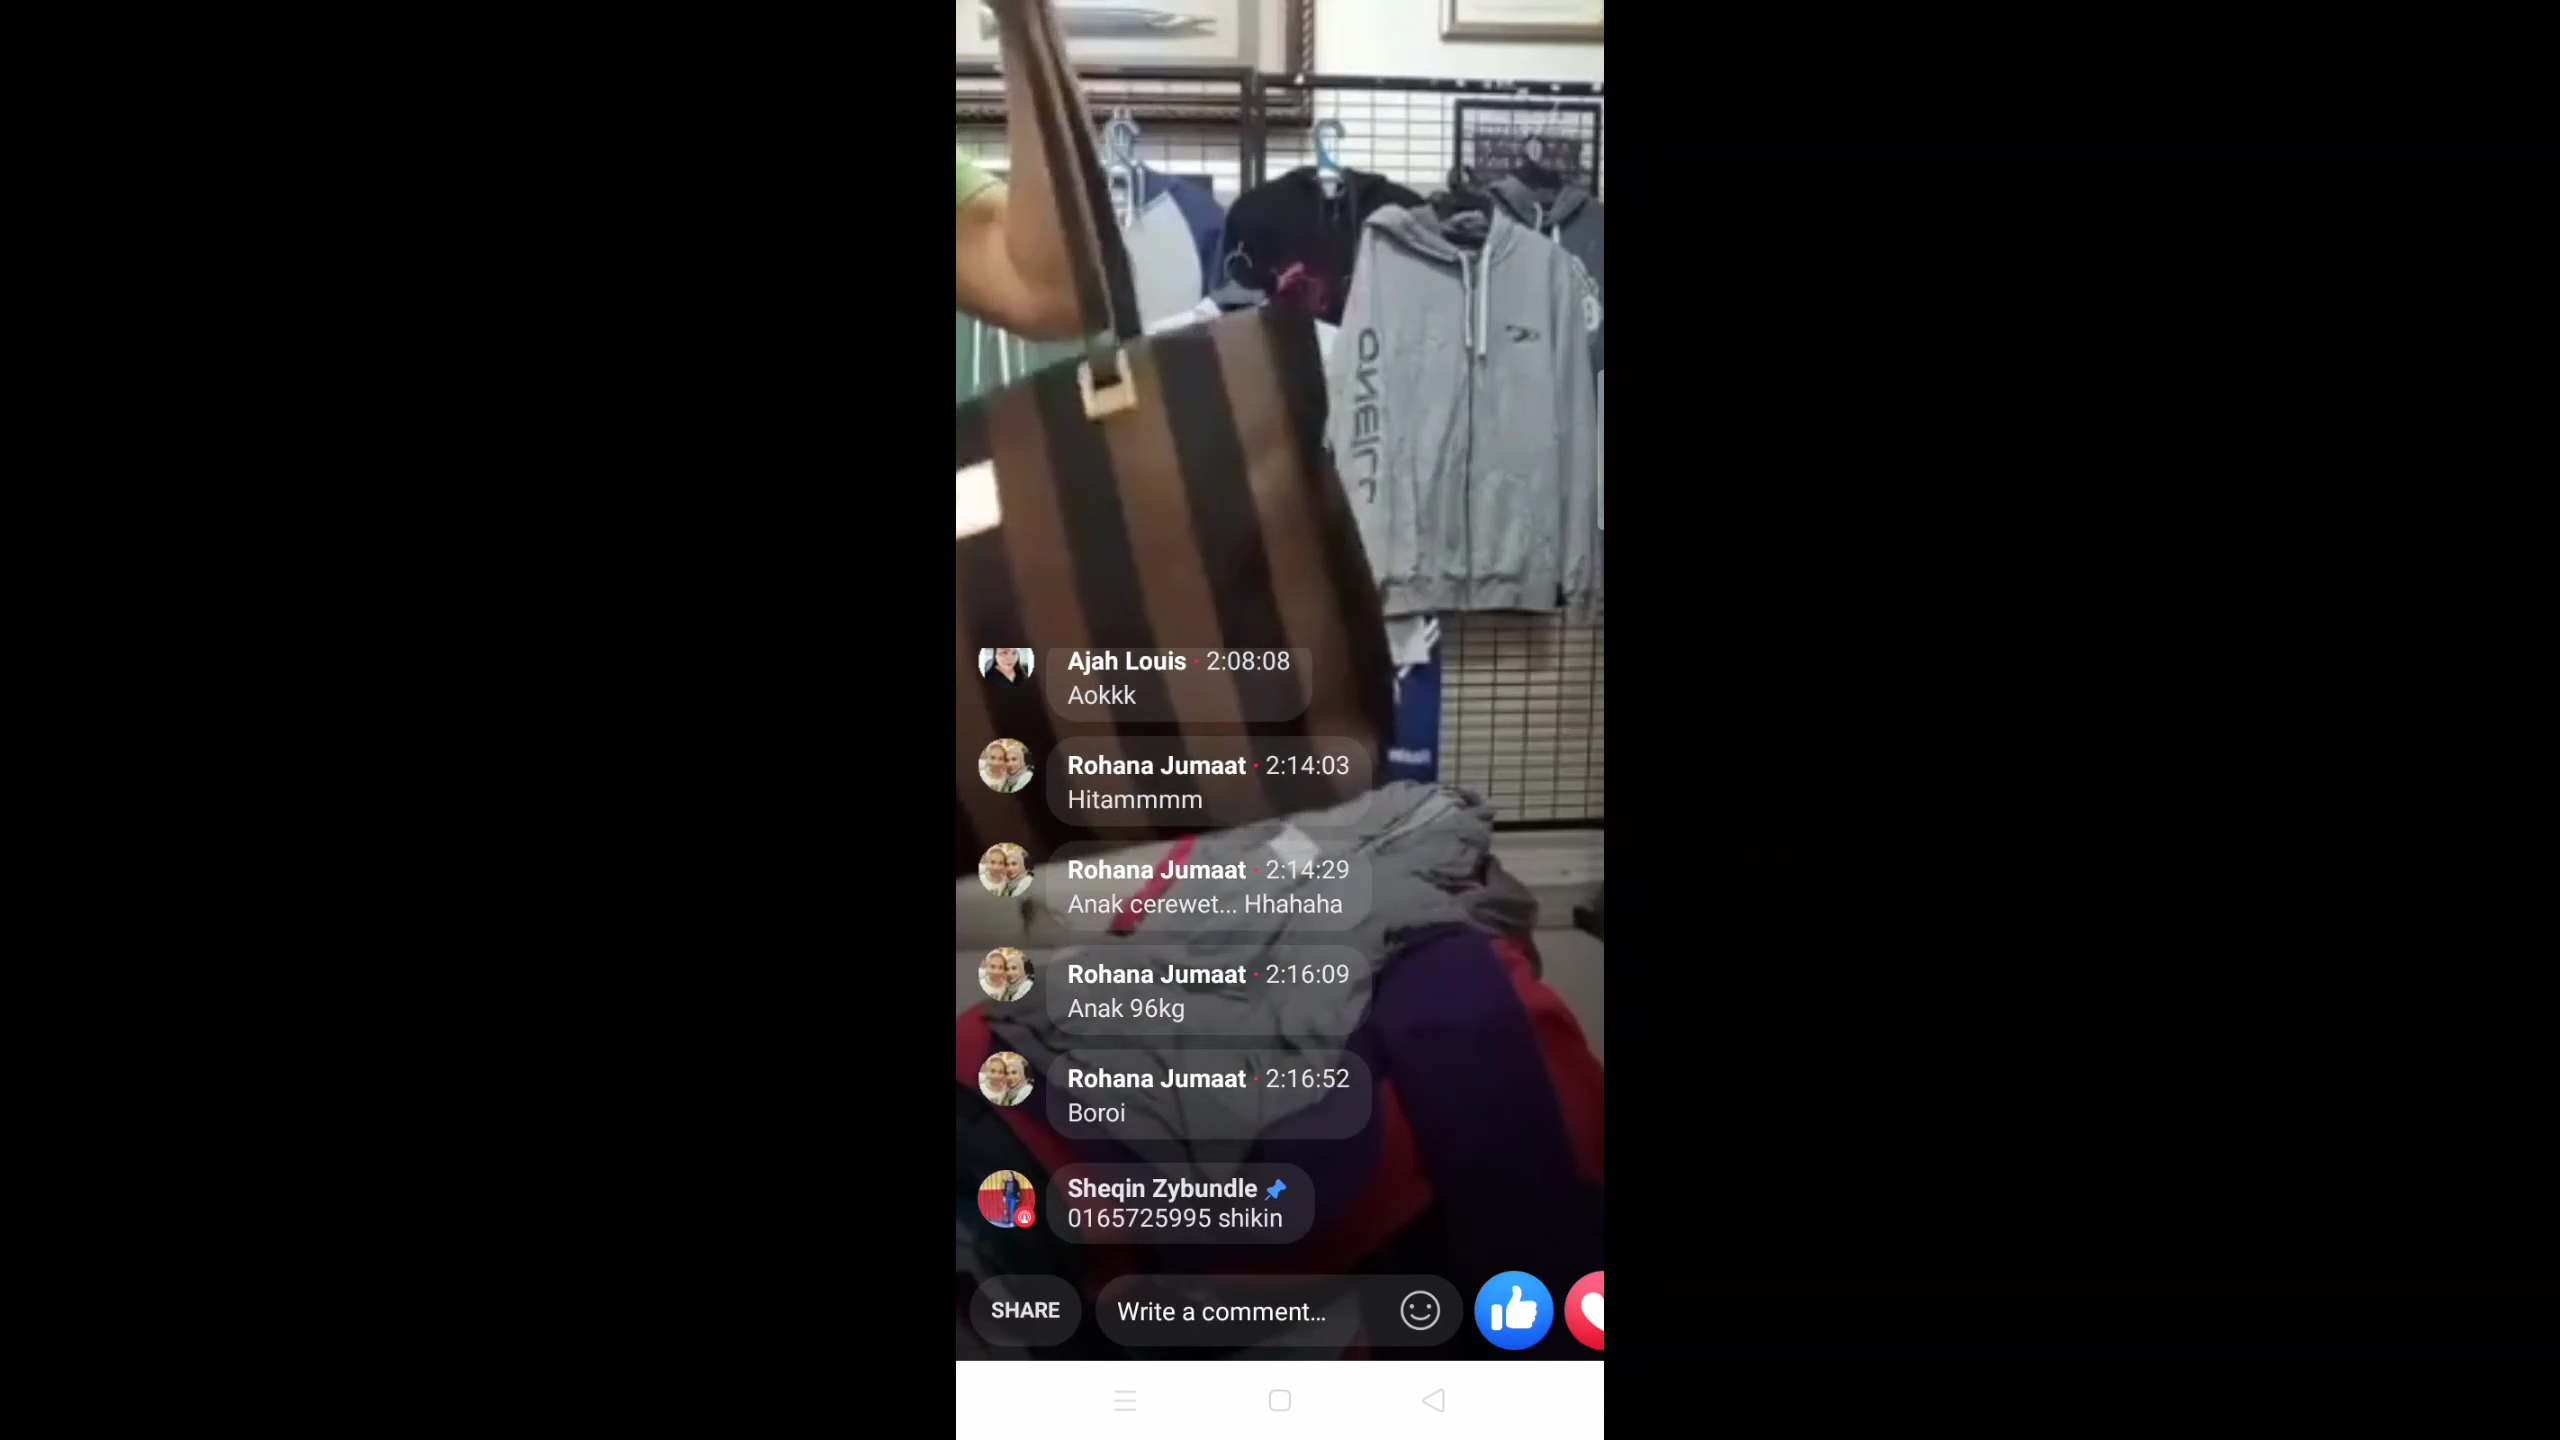 O'NEILL
Ajah Louis · 2:08:08
Aokkk
Rohana Jumaat · 2:14:03
Hitammmm
Rohana Jumaat · 2:14:29
Anak cerewet... Hhahaha
Rohana Jumaat · 2:16:09
Anak 96kg
Rohana Jumaat · 2:16:52
Boroi
Sheqin Zybundle
0165725995 shikin
SHARE
Write a comment...